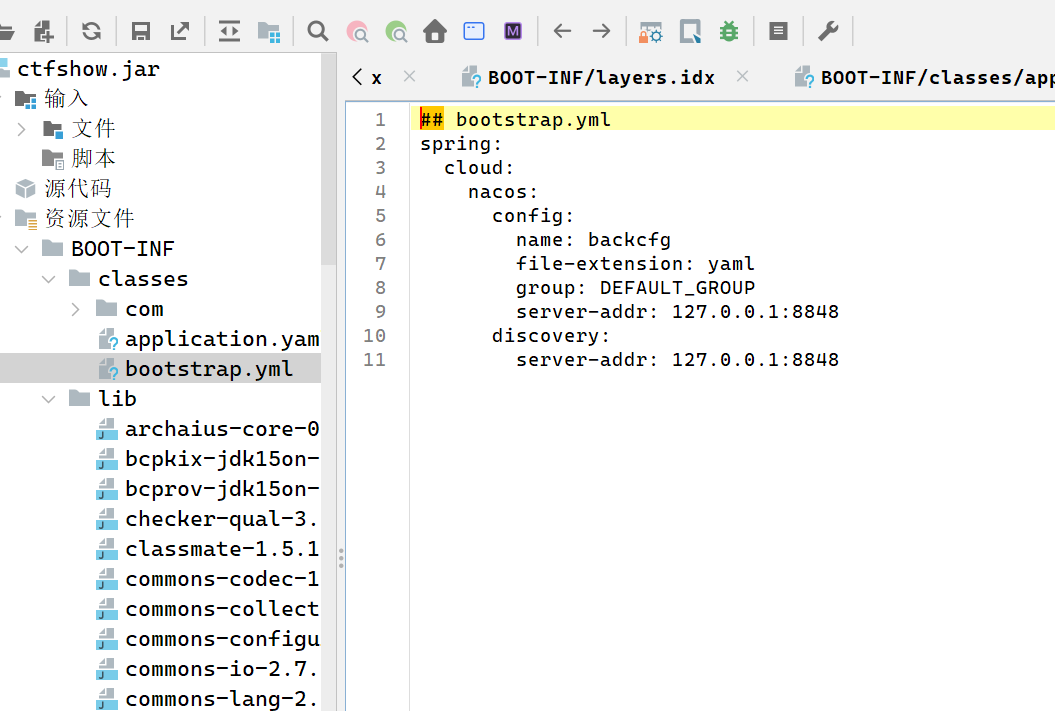 ctfshow.jar
输入
文件
脚本
源代码
资源文件
BOOT-INF
classes
com
application.yam
bootstrap.yml
lib
archaius-core-0
bcpkix-jdk15on-
bcprov-jdk15on-
checker-qual-3.
classmate-1.5.1
commons-codec-1
commons-collect
commons-configu
commons-io-2.7.
commons-lang-2.
M
x BOOT-INF/layers.idx BOOT-INF/classes/app
1 ## bootstrap.yml
2 spring:
3   cloud:
4     nacos:
5       config:
6         name: backcfg
7         file-extension: yaml
8         group: DEFAULT_GROUP
9         server-addr: 127.0.0.1:8848
10       discovery:
11         server-addr: 127.0.0.1:8848